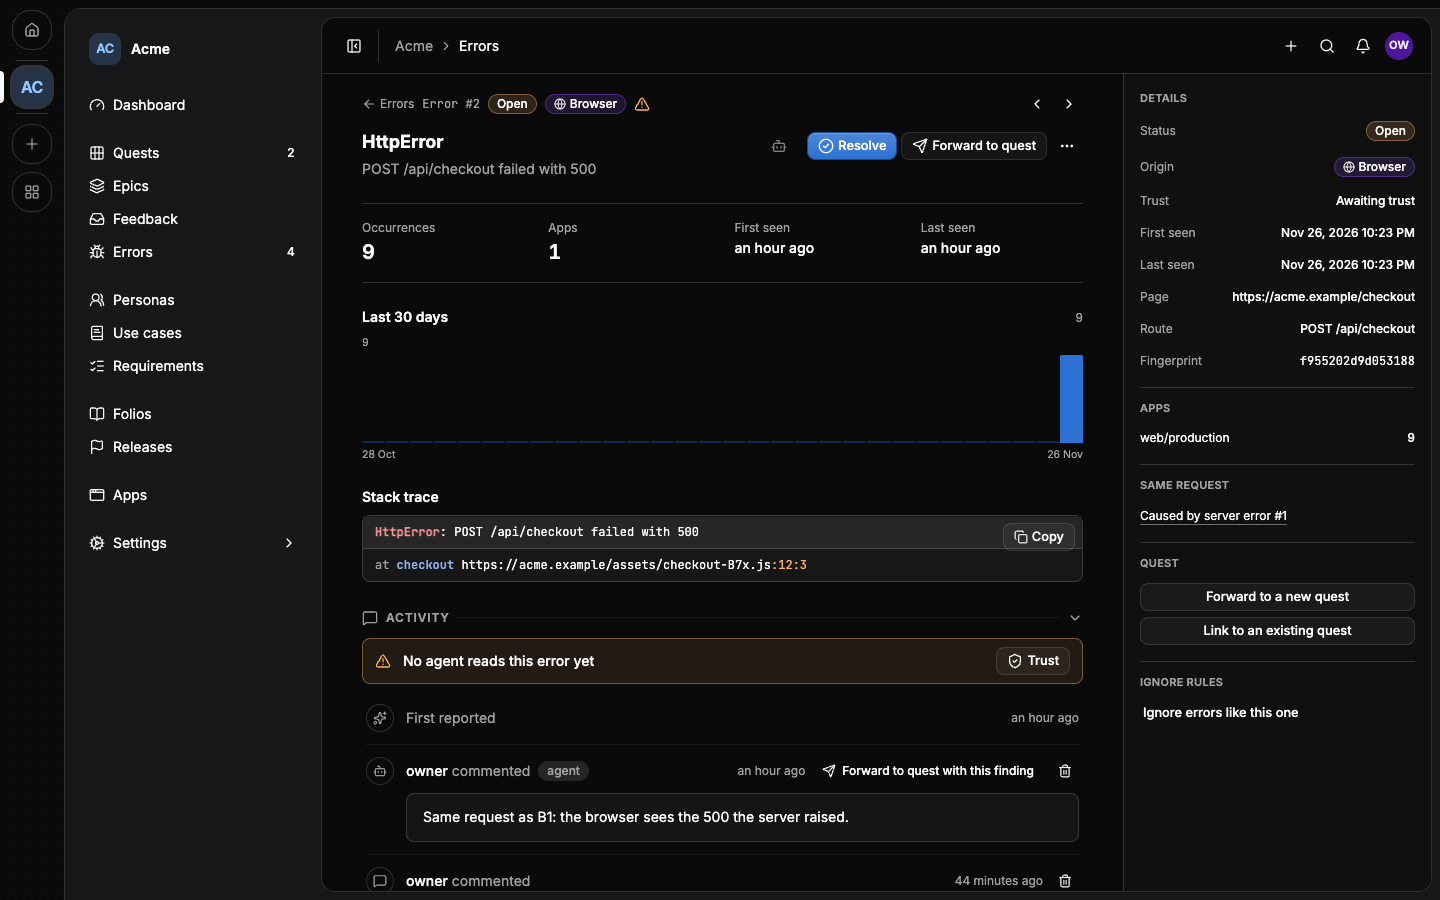 AC
AC Acme
Dashboard
Quests 2
Epics
Feedback
Errors 4
Personas
Use cases
Requirements
Folios
Releases
Apps
Settings
Acme > Errors
OW
← Errors Error #2 Open Browser
HttpError
POST /api/checkout failed with 500
Resolve
Forward to quest
Occurrences
9
Apps
1
First seen
an hour ago
Last seen
an hour ago
Last 30 days 9
9
28 Oct 26 Nov
Stack trace
HttpError: POST /api/checkout failed with 500
Copy
at checkout https://acme.example/assets/checkout-B7x.js:12:3
ACTIVITY
No agent reads this error yet
Trust
First reported an hour ago
owner commented agent an hour ago Forward to quest with this finding
Same request as B1: the browser sees the 500 the server raised.
owner commented 44 minutes ago
DETAILS
Status Open
Origin Browser
Trust Awaiting trust
First seen Nov 26, 2026 10:23 PM
Last seen Nov 26, 2026 10:23 PM
Page https://acme.example/checkout
Route POST /api/checkout
Fingerprint f955202d9d053188
APPS
web/production 9
SAME REQUEST
Caused by server error #1
QUEST
Forward to a new quest
Link to an existing quest
IGNORE RULES
Ignore errors like this one